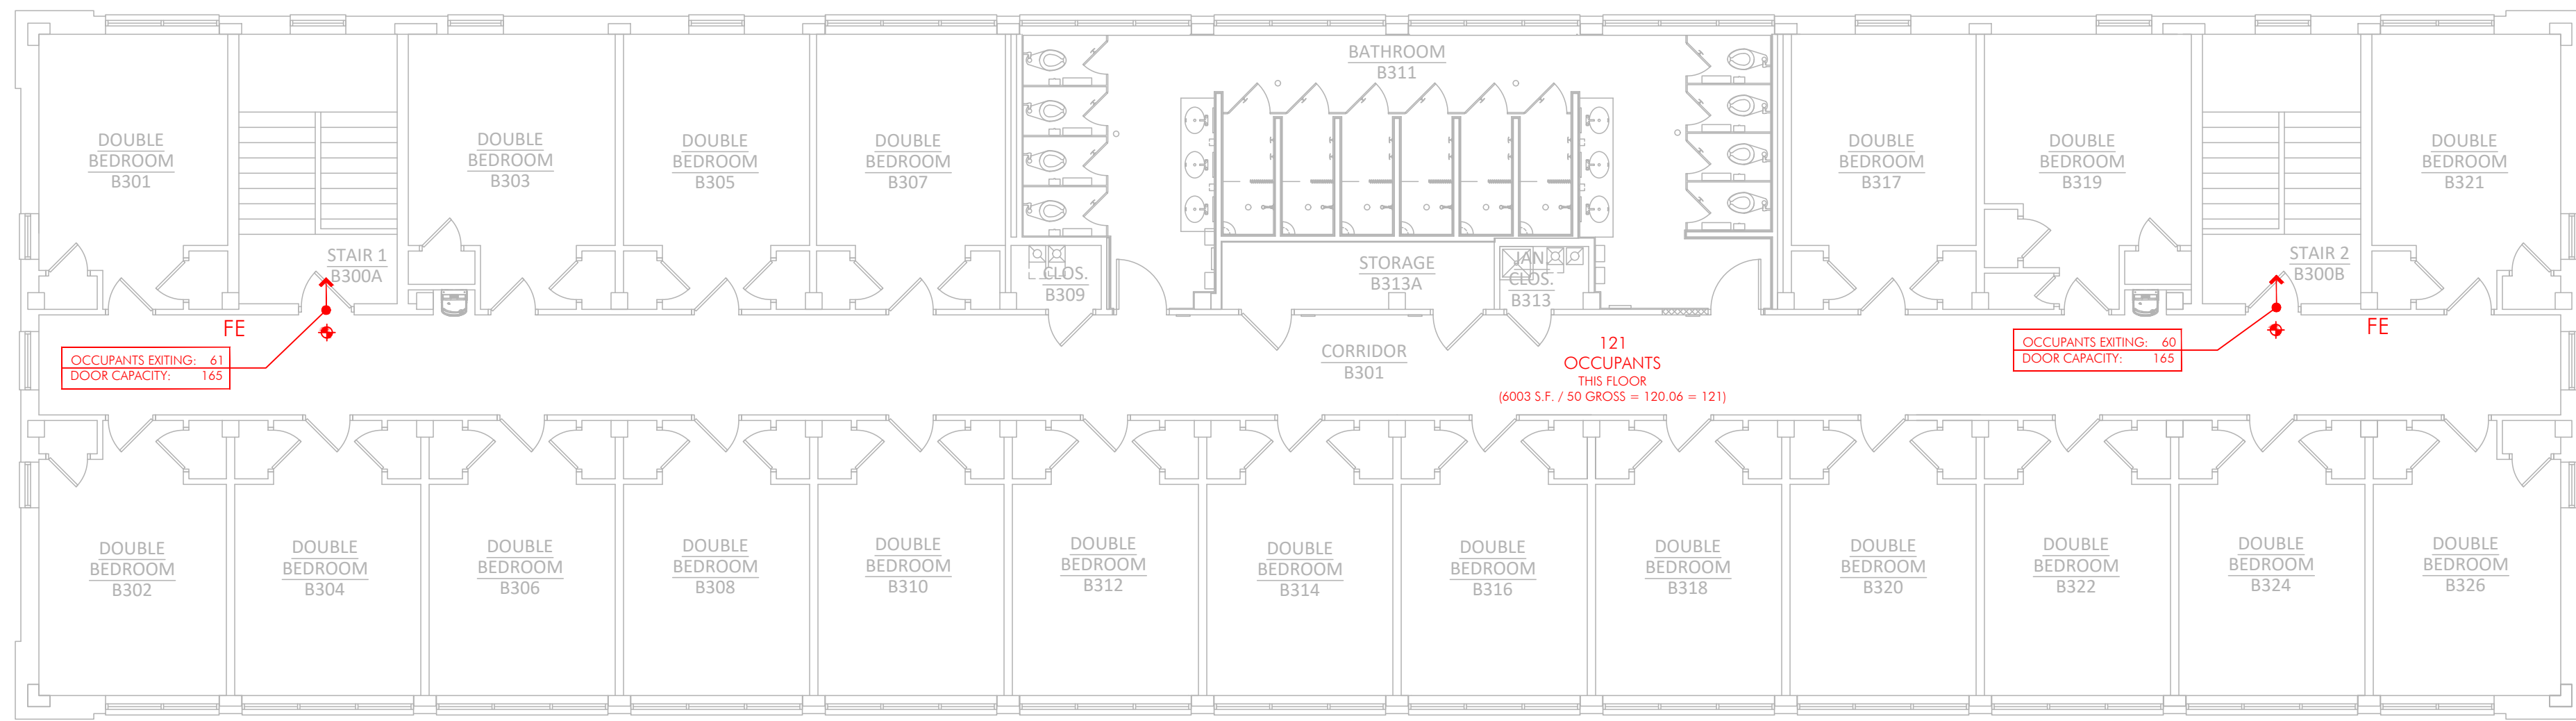 DOUBLE
BEDROOM
B301
STAIR 1
B300A
DOUBLE
BEDROOM
B303
DOUBLE
BEDROOM
B305
DOUBLE
BEDROOM
B307
CLOS.
B309
BATHROOM
B311
STORAGE
B313A
JAN
CLOS.
B313
DOUBLE
BEDROOM
B317
DOUBLE
BEDROOM
B319
STAIR 2
B300B
DOUBLE
BEDROOM
B321
FE
OCCUPANTS EXITING: 61
DOOR CAPACITY: 165
CORRIDOR
B301
121
OCCUPANTS
THIS FLOOR
(6003 S.F. / 50 GROSS = 120.06 = 121)
OCCUPANTS EXITING: 60
DOOR CAPACITY: 165
FE
DOUBLE
BEDROOM
B302
DOUBLE
BEDROOM
B304
DOUBLE
BEDROOM
B306
DOUBLE
BEDROOM
B308
DOUBLE
BEDROOM
B310
DOUBLE
BEDROOM
B312
DOUBLE
BEDROOM
B314
DOUBLE
BEDROOM
B316
DOUBLE
BEDROOM
B318
DOUBLE
BEDROOM
B320
DOUBLE
BEDROOM
B322
DOUBLE
BEDROOM
B324
DOUBLE
BEDROOM
B326